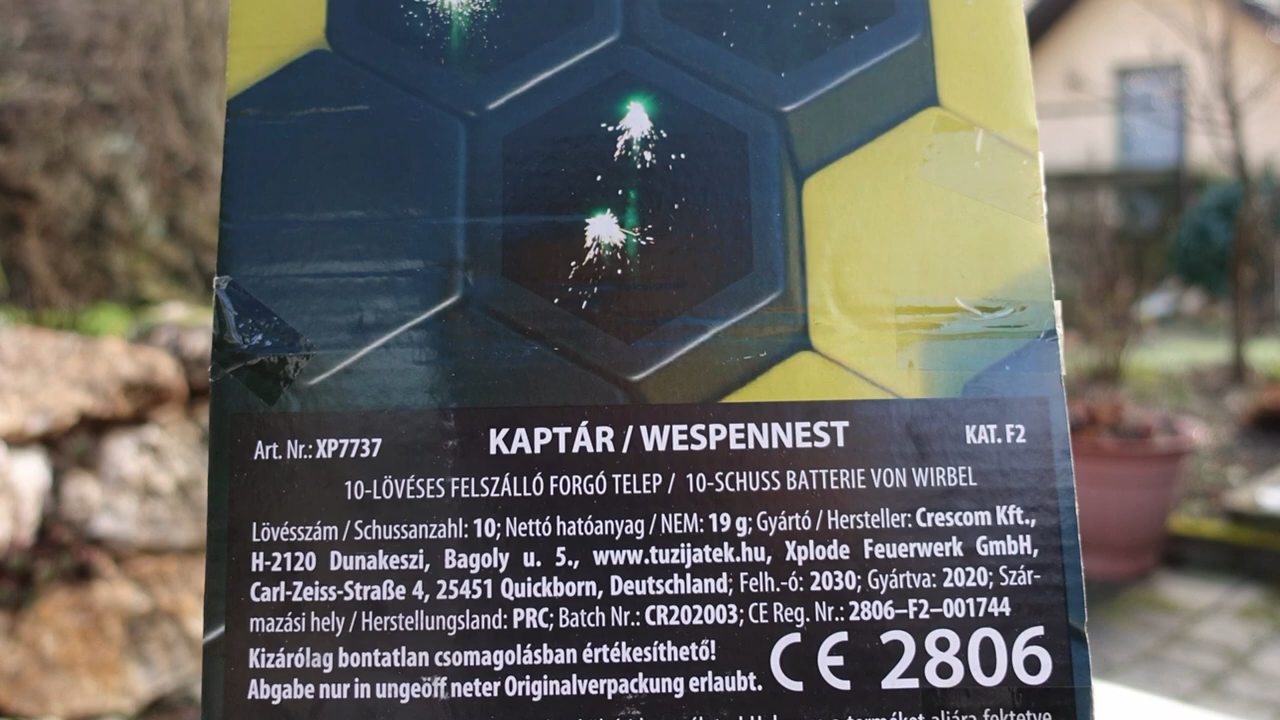 Art. Nr.: XP7737 KAPTÁR / WESPENNEST KAT. F2
10-LÖVÉSES FELSZÁLLÓ FORGÓ TELEP / 10-SCHUSS BATTERIE VON WIRBEL
Lövésszám / Schussanzahl: 10; Nettó hatóanyag / NEM: 19 g; Gyártó / Hersteller: Crescom Kft.,
H-2120 Dunakeszi, Bagoly u. 5., www.tuzijatek.hu, Xplode Feuerwerk GmbH,
Carl-Zeiss-Straße 4, 25451 Quickborn, Deutschland; Felh.-ó: 2030; Gyártva: 2020; Szár-
mazási hely / Herstellungsland: PRC; Batch Nr.: CR202003; CE Reg. Nr.: 2806–F2–001744
Kizárólag bontatlan csomagolásban értékesíthető!
Abgabe nur in ungeöff neter Originalverpackung erlaubt.
CE 2806